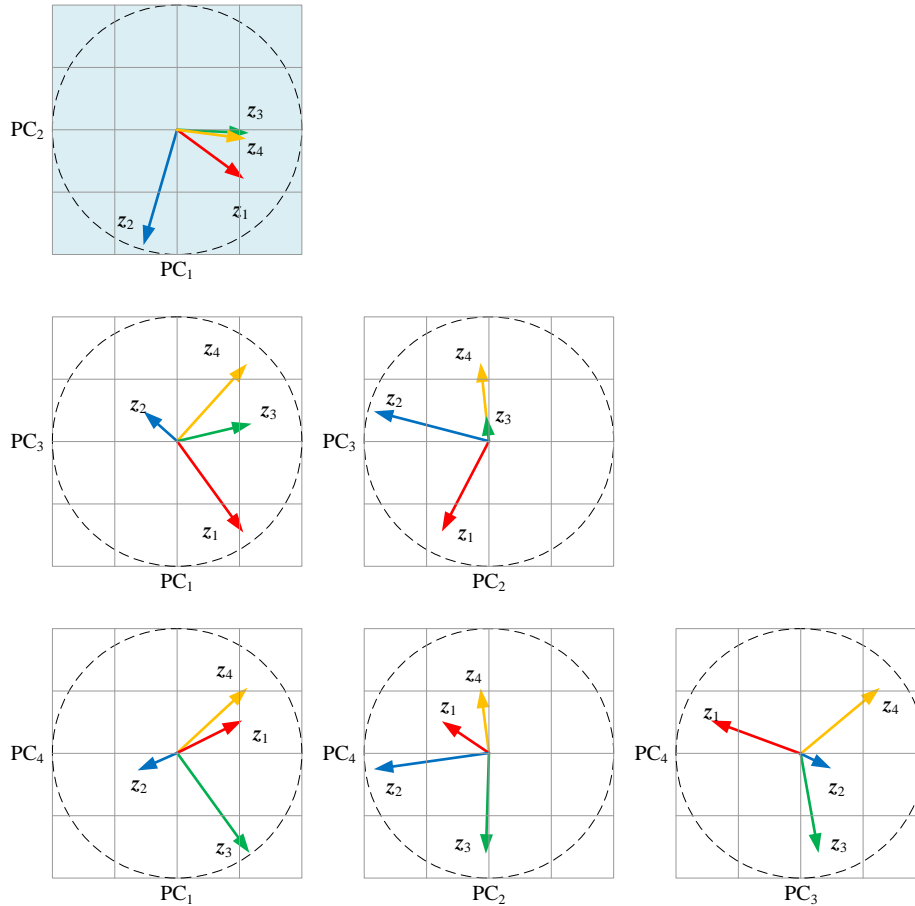 z₃
PC₂
z₄
z₁
z₂
PC₁
z₄
z₂
z₃
PC₃
z₁
PC₁
z₄
z₂
z₃
PC₃
z₁
PC₂
z₄
z₁
PC₄
z₂
z₃
PC₁
z₄
z₁
PC₄
z₂
z₃
PC₂
z₁
z₄
PC₄
z₂
z₃
PC₃